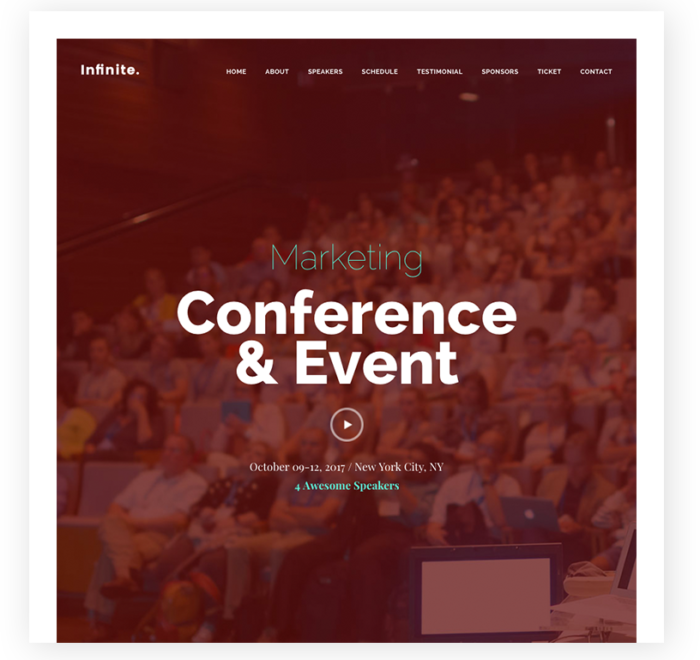 Infinite.
HOME ABOUT SPEAKERS SCHEDULE TESTIMONIAL SPONSORS TICKET CONTACT
Marketing
Conference
& Event
October 09-12, 2017 / New York City, NY
4 Awesome Speakers